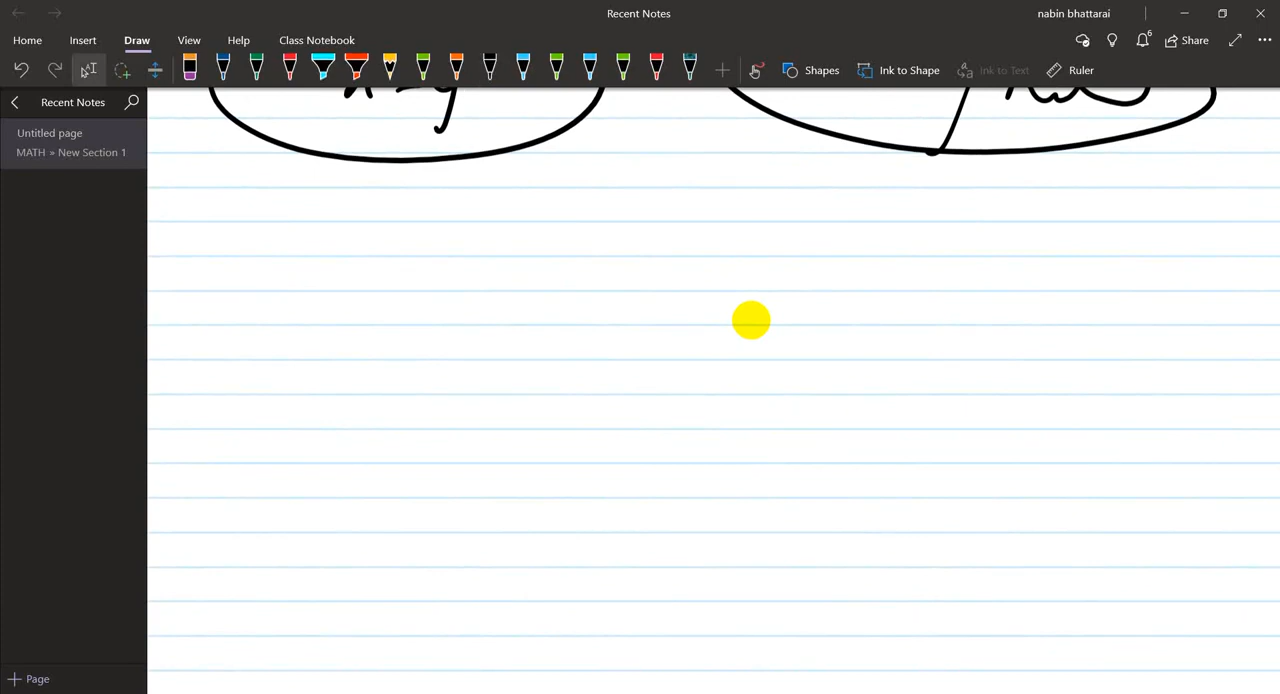 Recent Notes
nabin bhattarai
Home Insert Draw View Help Class Notebook
6
Share
Shapes Ink to Shape Ink to Text Ruler
Recent Notes
Untitled page
MATH » New Section 1
Page